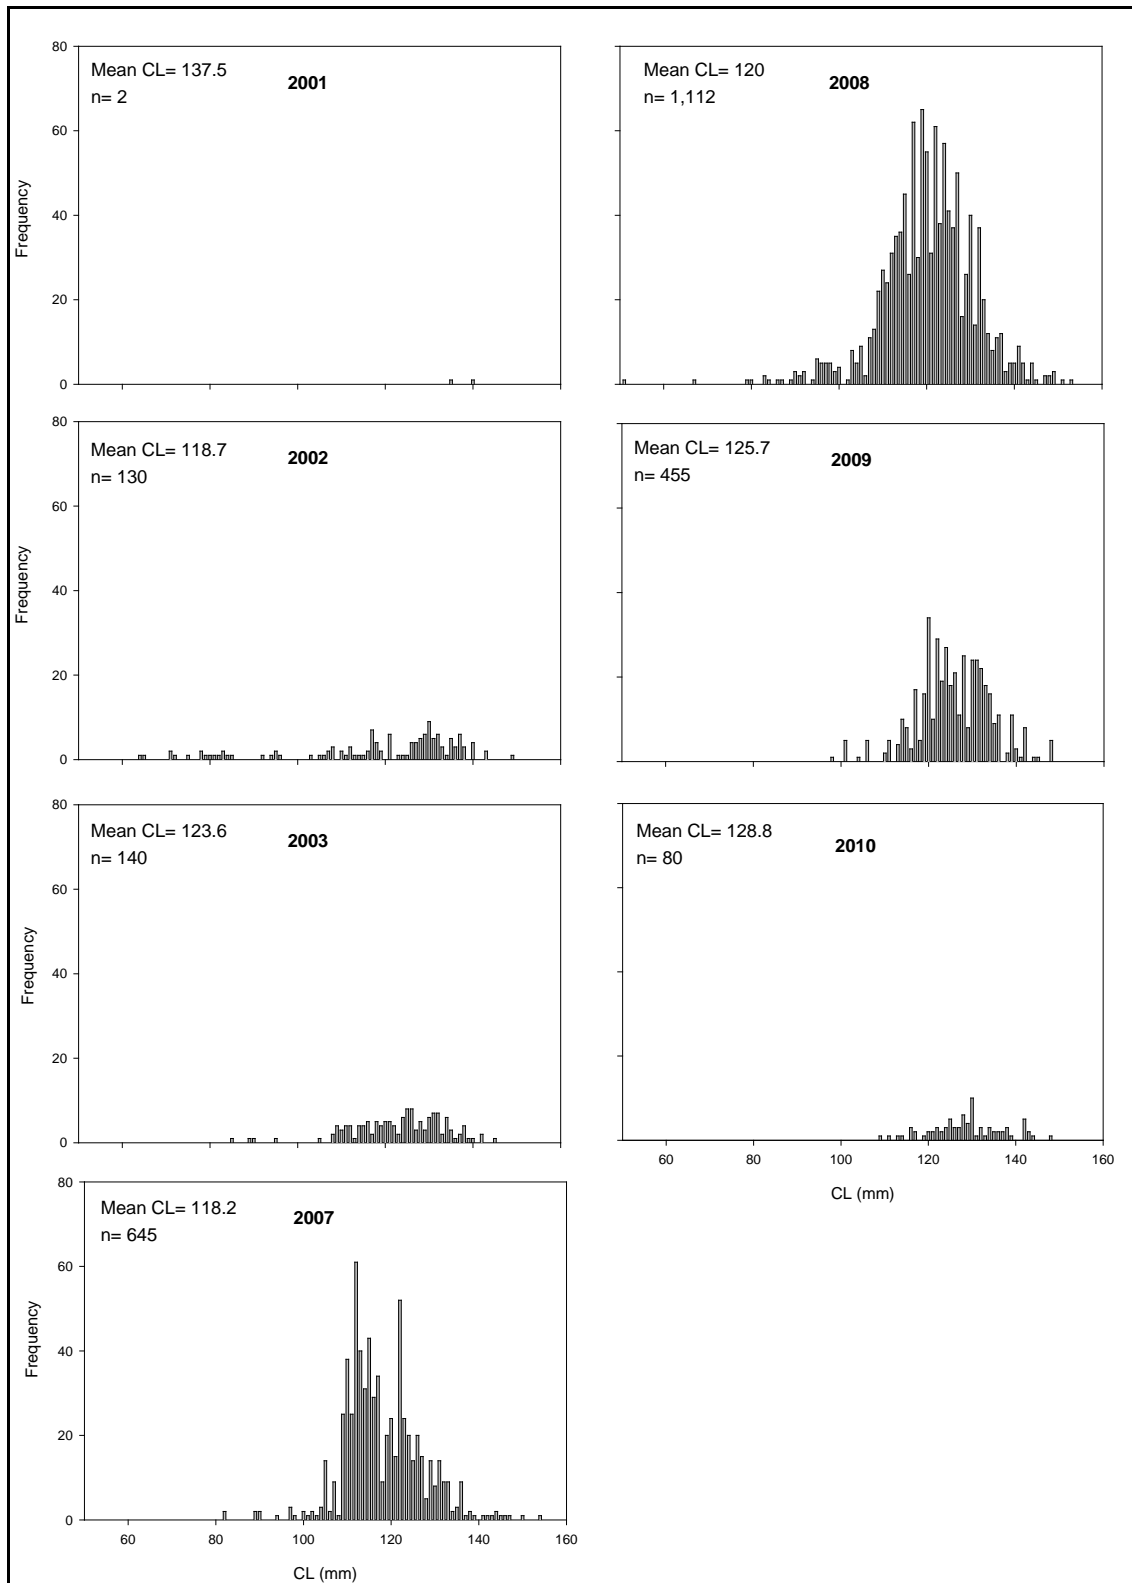 80
60
40
20
0
Frequency
Mean CL= 137.5
n= 2
2001
Mean CL= 120
n= 1,112
2008
80
60
40
20
0
Frequency
Mean CL= 118.7
n= 130
2002
Mean CL= 125.7
n= 455
2009
80
60
40
20
0
Frequency
Mean CL= 123.6
n= 140
2003
Mean CL= 128.8
n= 80
2010
60 80 100 120 140 160
CL (mm)
80
60
40
20
0
Frequency
Mean CL= 118.2
n= 645
2007
60 80 100 120 140 160
CL (mm)